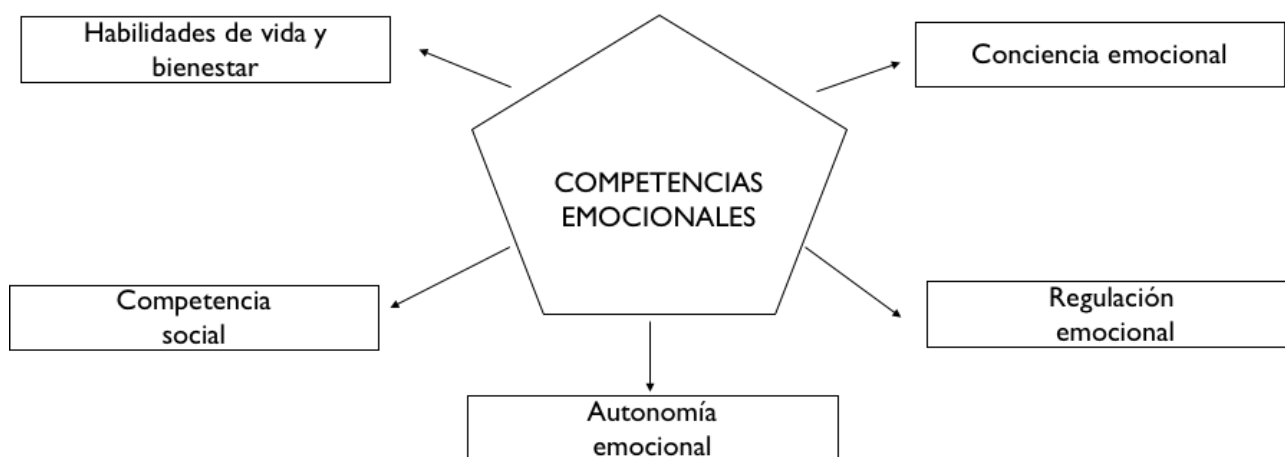 Habilidades de vida y
bienestar
Conciencia emocional
COMPETENCIAS
EMOCIONALES
Competencia
social
Regulación
emocional
Autonomía
emocional